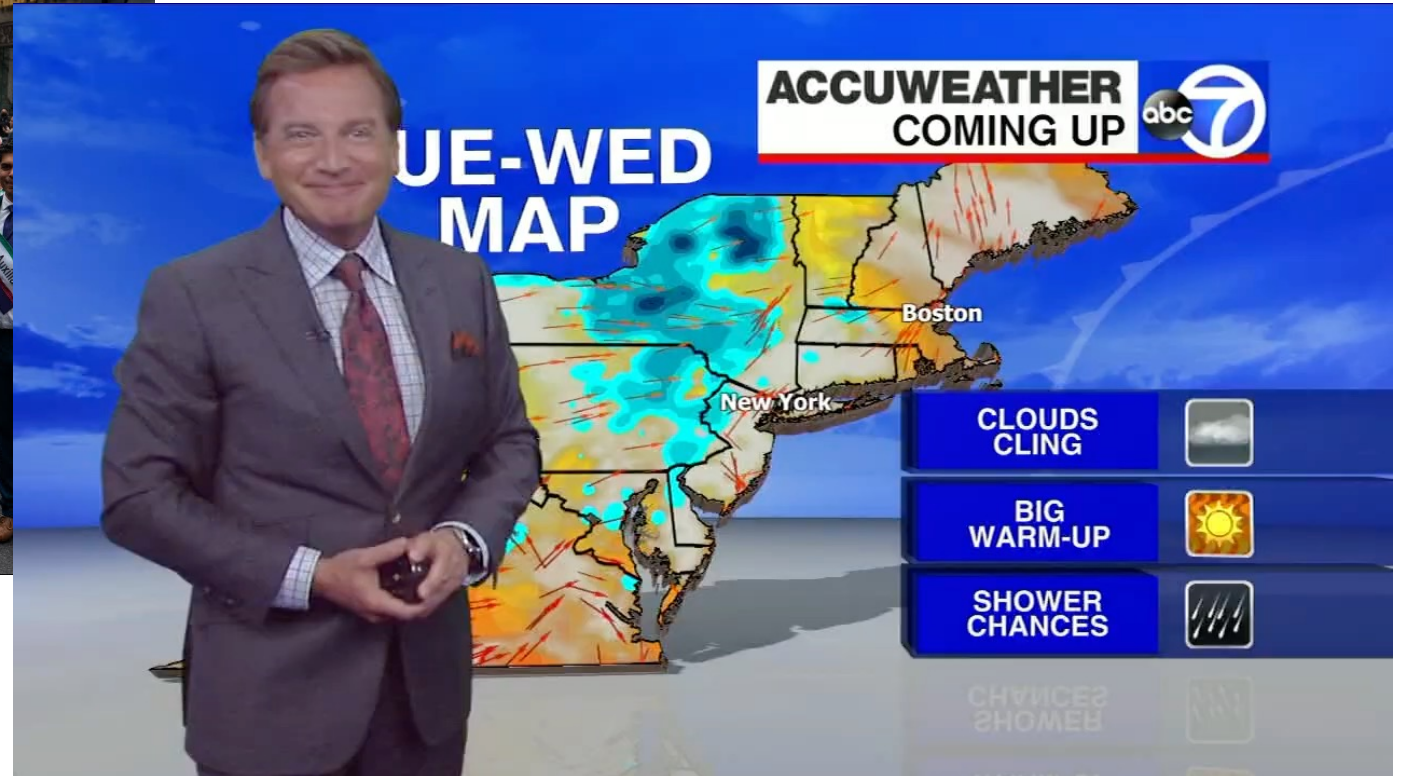 UE-WED
MAP
ACCUWEATHER
COMING UP
abc 7
Boston
New York
CLOUDS
CLING
BIG
WARM-UP
SHOWER
CHANCES